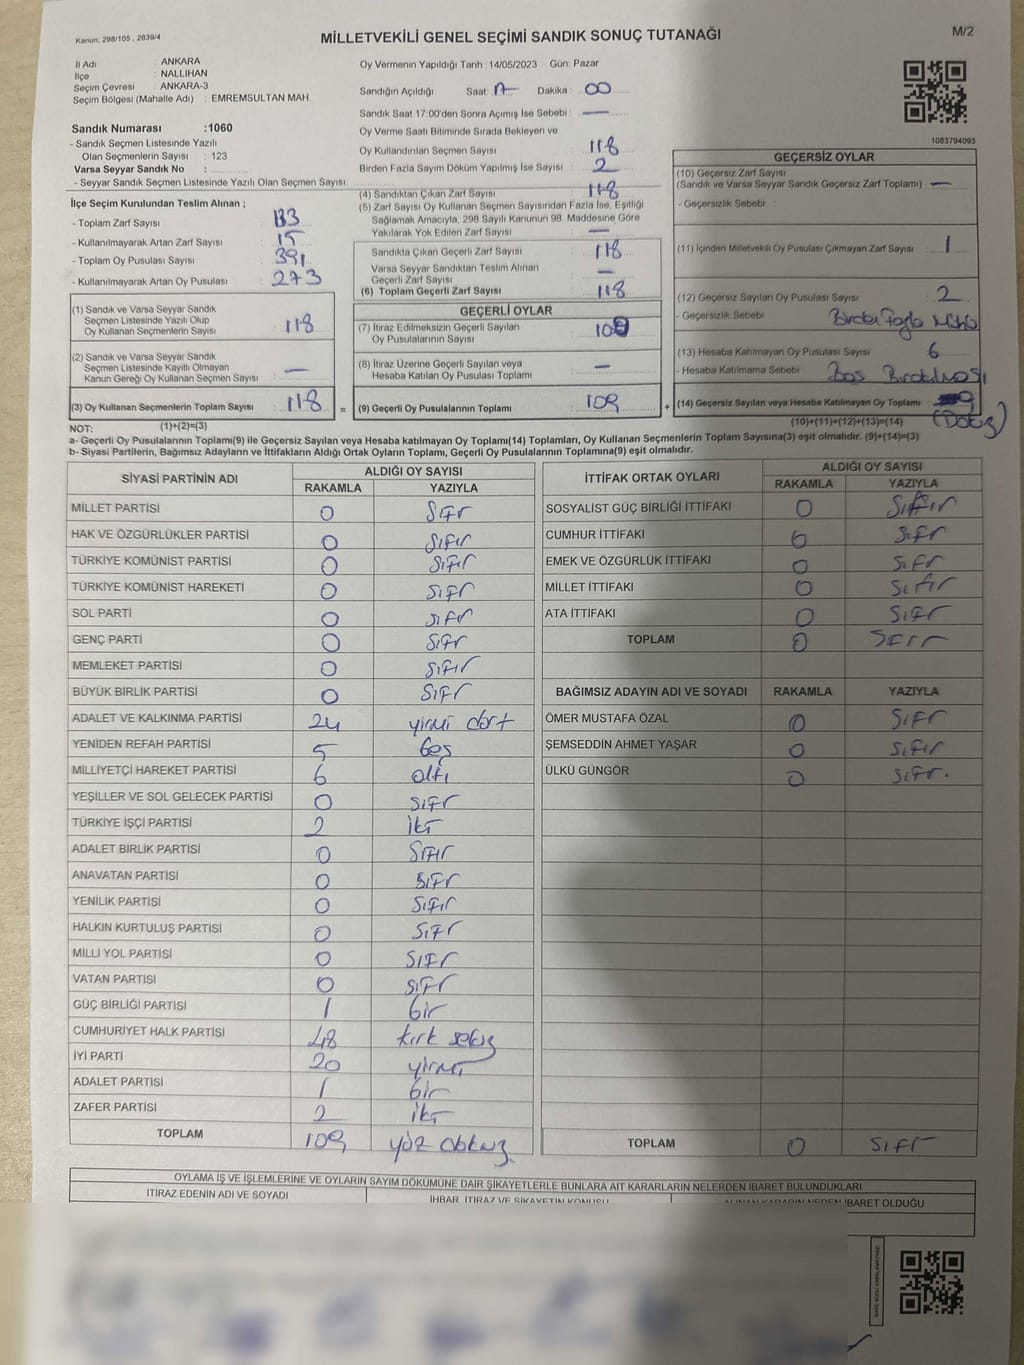 Kanun; 298/105 , 2839/4
MİLLETVEKİLİ GENEL SEÇİMİ SANDIK SONUÇ TUTANAĞI
M/2
İl Adı : ANKARA
İlçe : NALLIHAN
Seçim Çevresi : ANKARA-3
Seçim Bölgesi (Mahalle Adı) : EMREMSULTAN MAH.
Sandık Numarası :1060
- Sandık Seçmen Listesinde Yazılı
Olan Seçmenlerin Sayısı : 123
Varsa Seyyar Sandık No :
- Seyyar Sandık Seçmen Listesinde Yazılı Olan Seçmen Sayısı:
İlçe Seçim Kurulundan Teslim Alınan ;
- Toplam Zarf Sayısı : 133
- Kullanılmayarak Artan Zarf Sayısı : 15
- Toplam Oy Pusulası Sayısı : 391
- Kullanılmayarak Artan Oy Pusulası : 273
Oy Vermenin Yapıldığı Tarih :14/05/2023 Gün: Pazar
Sandığın Açıldığı Saat: 17 Dakika : 00
Sandık Saat 17:00'den Sonra Açımış İse Sebebi : —
Oy Verme Saati Bitiminde Sırada Bekleyen ve
Oy Kullandırılan Seçmen Sayısı : 118
Birden Fazla Sayım Döküm Yapılmış İse Sayısı : 2
(4) Sandıktan Çıkan Zarf Sayısı : 118
(5) Zarf Sayısı Oy Kullanan Seçmen Sayısından Fazla İse, Eşitliği
Sağlamak Amacıyla, 298 Sayılı Kanunun 98. Maddesine Göre
Yakılarak Yok Edilen Zarf Sayısı : —
Sandıkta Çıkan Geçerli Zarf Sayısı : 118
Varsa Seyyar Sandıktan Teslim Alınan
Geçerli Zarf Sayısı : —
(6) Toplam Geçerli Zarf Sayısı : 118
1083794093
GEÇERSİZ OYLAR
(10) Geçersiz Zarf Sayısı
(Sandık ve Varsa Seyyar Sandık Geçersiz Zarf Toplamı) : —
- Geçersizlik Sebebi :
(11) İçinden Milletvekili Oy Pusulası Çıkmayan Zarf Sayısı : 1
(12) Geçersiz Sayılan Oy Pusulası Sayısı : 2
- Geçersizlik Sebebi : Birden Fazla Mühür
(13) Hesaba Katılmayan Oy Pusulası Sayısı : 6
- Hesaba Katılmama Sebebi : Boş Bırakılması
(14) Geçersiz Sayılan veya Hesaba Katılmayan Oy Toplamı : 9
(10)+(11)+(12)+(13)=(14) (Dokuz)
(1) Sandık ve Varsa Seyyar Sandık
Seçmen Listesinde Yazılı Olup
Oy Kullanan Seçmenlerin Sayısı : 118
(2) Sandık ve Varsa Seyyar Sandık
Seçmen Listesinde Kayıtlı Olmayan
Kanun Gereği Oy Kullanan Seçmen Sayısı : —
(3) Oy Kullanan Seçmenlerin Toplam Sayısı : 118 =
(1)+(2)=(3)
GEÇERLİ OYLAR
(7) İtiraz Edilmeksizin Geçerli Sayılan
Oy Pusulalarının Sayısı : 109
(8) İtiraz Üzerine Geçerli Sayılan veya
Hesaba Katılan Oy Pusulası Toplamı : —
(9) Geçerli Oy Pusulalarının Toplamı : 109 +
NOT:
a- Geçerli Oy Pusulalarının Toplamı(9) ile Geçersiz Sayılan veya Hesaba katılmayan Oy Toplamı(14) Toplamları, Oy Kullanan Seçmenlerin Toplam Sayısına(3) eşit olmalıdır. (9)+(14)=(3)
b- Siyasi Partilerin, Bağımsız Adayların ve İttifakların Aldığı Ortak Oyların Toplamı, Geçerli Oy Pusulalarının Toplamına(9) eşit olmalıdır.
SİYASİ PARTİNİN ADI ALDIĞI OY SAYISI
RAKAMLA YAZIYLA
MİLLET PARTİSİ 0 Sıfır
HAK VE ÖZGÜRLÜKLER PARTİSİ 0 Sıfır
TÜRKİYE KOMÜNİST PARTİSİ 0 Sıfır
TÜRKİYE KOMÜNİST HAREKETİ 0 Sıfır
SOL PARTİ 0 Sıfır
GENÇ PARTİ 0 Sıfır
MEMLEKET PARTİSİ 0 Sıfır
BÜYÜK BİRLİK PARTİSİ 0 Sıfır
ADALET VE KALKINMA PARTİSİ 24 yirmi dört
YENİDEN REFAH PARTİSİ 5 beş
MİLLİYETÇİ HAREKET PARTİSİ 6 altı
YEŞİLLER VE SOL GELECEK PARTİSİ 0 Sıfır
TÜRKİYE İŞÇİ PARTİSİ 2 iki
ADALET BİRLİK PARTİSİ 0 Sıfır
ANAVATAN PARTİSİ 0 Sıfır
YENİLİK PARTİSİ 0 Sıfır
HALKIN KURTULUŞ PARTİSİ 0 Sıfır
MİLLİ YOL PARTİSİ 0 Sıfır
VATAN PARTİSİ 0 Sıfır
GÜÇ BİRLİĞİ PARTİSİ 1 bir
CUMHURİYET HALK PARTİSİ 48 kırk sekiz
İYİ PARTİ 20 yirmi
ADALET PARTİSİ 1 bir
ZAFER PARTİSİ 2 iki
TOPLAM 109 yüz dokuz
İTTİFAK ORTAK OYLARI ALDIĞI OY SAYISI
RAKAMLA YAZIYLA
SOSYALİST GÜÇ BİRLİĞİ İTTİFAKI 0 Sıfır
CUMHUR İTTİFAKI 0 Sıfır
EMEK VE ÖZGÜRLÜK İTTİFAKI 0 Sıfır
MİLLET İTTİFAKI 0 Sıfır
ATA İTTİFAKI 0 Sıfır
TOPLAM 0 Sıfır
BAĞIMSIZ ADAYIN ADI VE SOYADI RAKAMLA YAZIYLA
ÖMER MUSTAFA ÖZAL 0 Sıfır
ŞEMSEDDİN AHMET YAŞAR 0 Sıfır
ÜLKÜ GÜNGÖR 0 Sıfır.
TOPLAM 0 Sıfır
OYLAMA İŞ VE İŞLEMLERİNE VE OYLARIN SAYIM DÖKÜMÜNE DAİR ŞİKAYETLERLE BUNLARA AİT KARARLARIN NELERDEN İBARET BULUNDUKLARI
İTİRAZ EDENİN ADI VE SOYADI İHBAR, İTİRAZ VE ŞİKAYETİN KONUSU ALINAN KARARIN NEDEN İBARET OLDUĞU